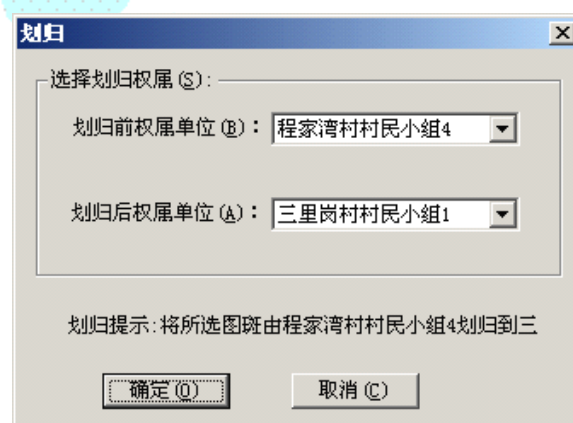 划归
选择划归权属(S):
划归前权属单位(B)： 程家湾村村民小组4
划归后权属单位(A)： 三里岗村村民小组1
划归提示:将所选图斑由程家湾村村民小组4划归到三
确定(O) 取消(C)